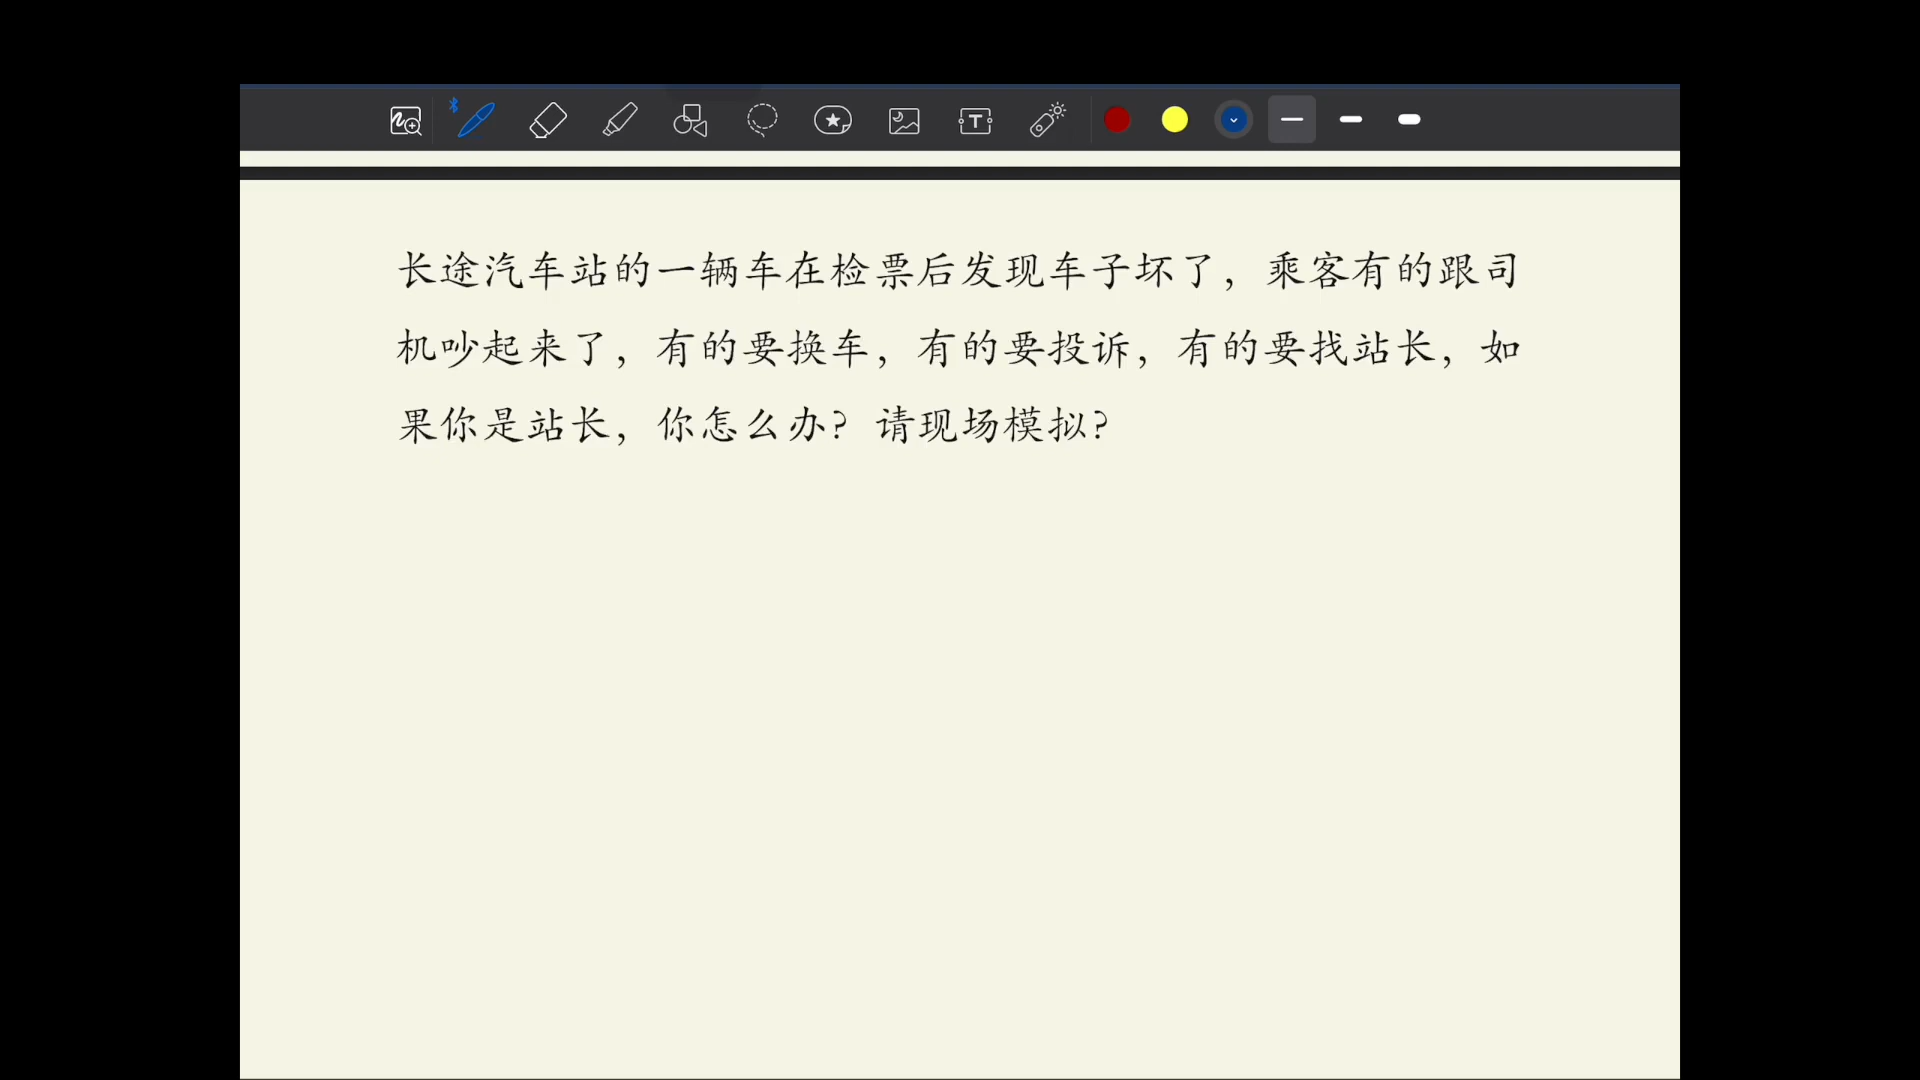 长途汽车站的一辆车在检票后发现车子坏了，乘客有的跟司
机吵起来了，有的要换车，有的要投诉，有的要找站长，如
果你是站长，你怎么办？请现场模拟？